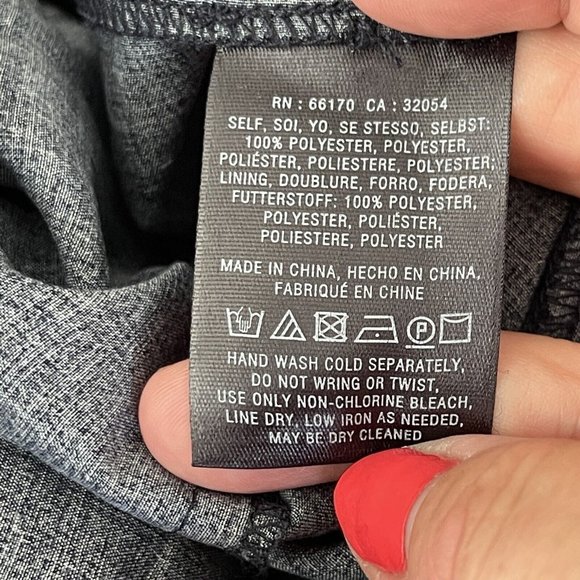 RN : 66170 CA : 32054
SELF, SOI, YO, SE STESSO, SELBST:
100% POLYESTER, POLYESTER,
POLIÉSTER, POLIESTERE, POLYESTER;
LINING, DOUBLURE, FORRO, FODERA,
FUTTERSTOFF: 100% POLYESTER,
POLYESTER, POLIÉSTER,
POLIESTERE, POLYESTER
MADE IN CHINA, HECHO EN CHINA,
FABRIQUÉ EN CHINE
P
HAND WASH COLD SEPARATELY,
DO NOT WRING OR TWIST,
USE ONLY NON-CHLORINE BLEACH,
LINE DRY, LOW IRON AS NEEDED,
MAY BE DRY CLEANED